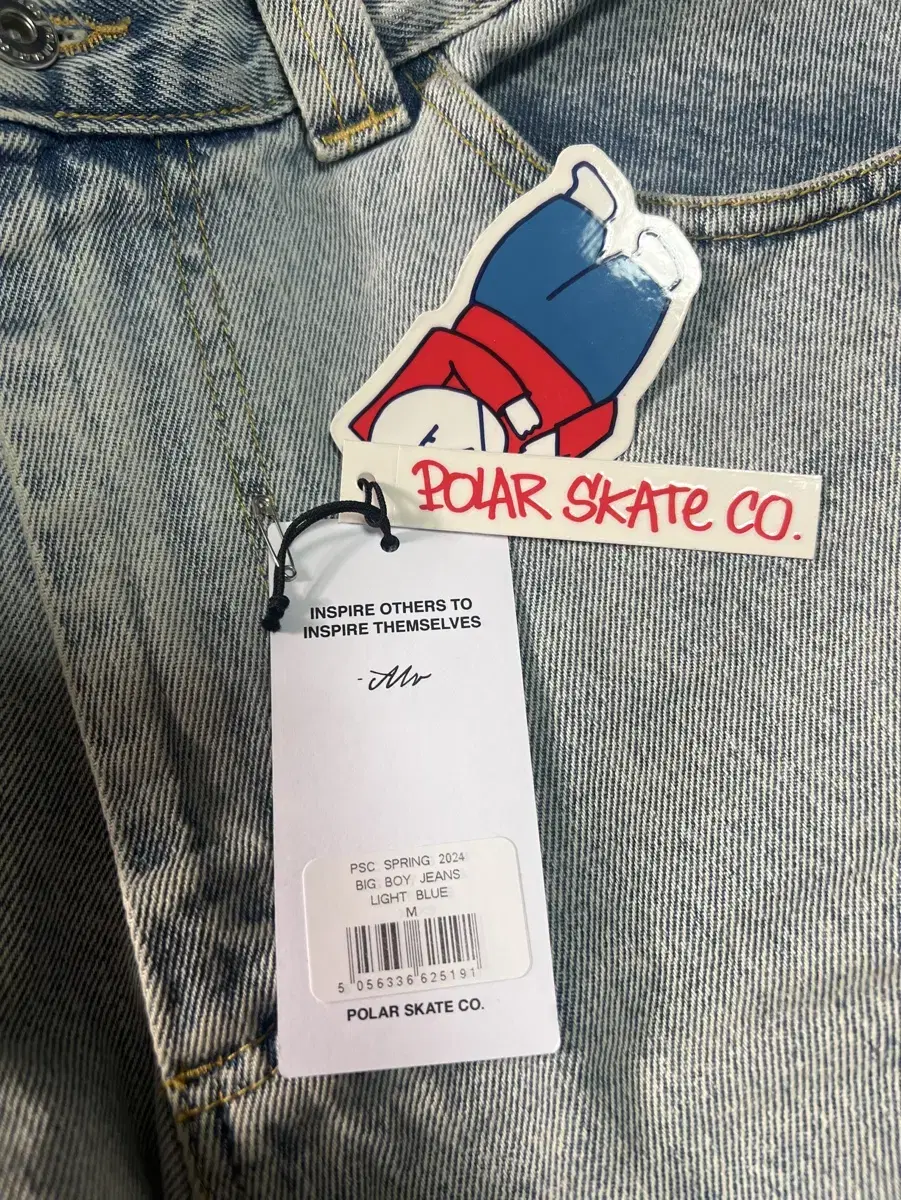 POLAR SKATE CO.
INSPIRE OTHERS TO
INSPIRE THEMSELVES
PSC SPRING 2024
BIG BOY JEANS
LIGHT BLUE
M
5 056336 625191
POLAR SKATE CO.